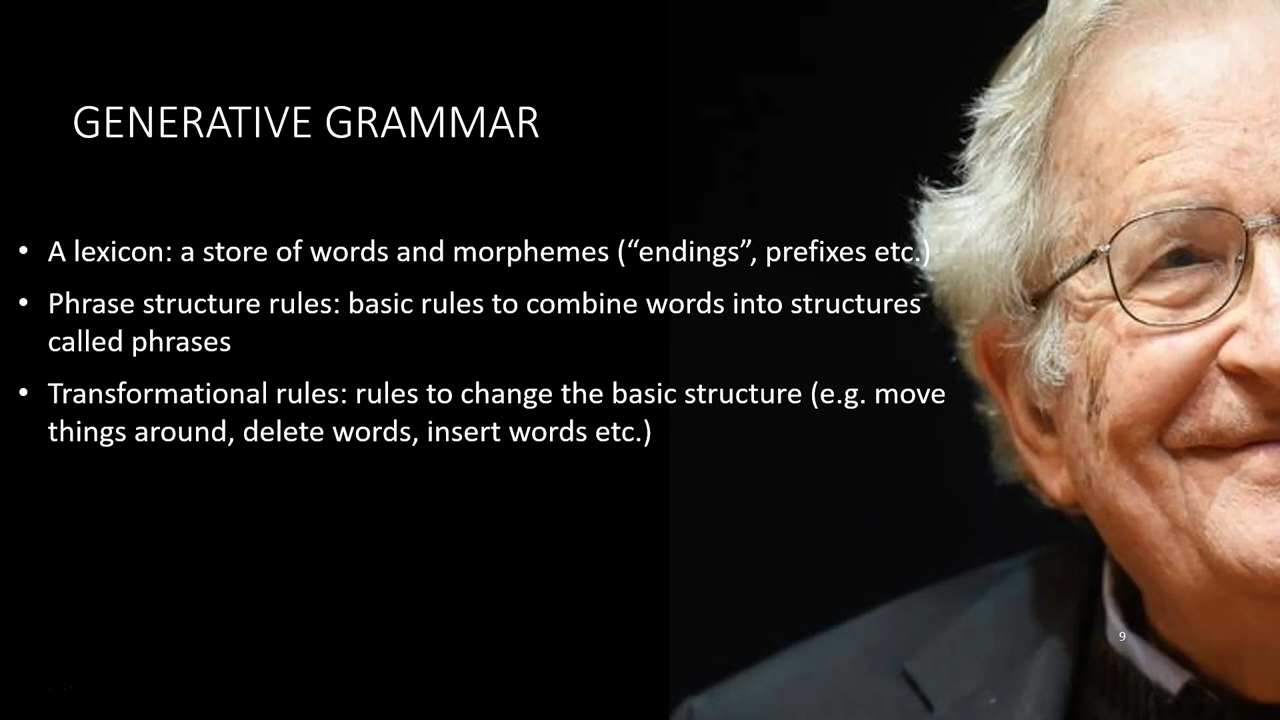 GENERATIVE GRAMMAR
• A lexicon: a store of words and morphemes (“endings”, prefixes etc.)
• Phrase structure rules: basic rules to combine words into structures
called phrases
• Transformational rules: rules to change the basic structure (e.g. move
things around, delete words, insert words etc.)
9